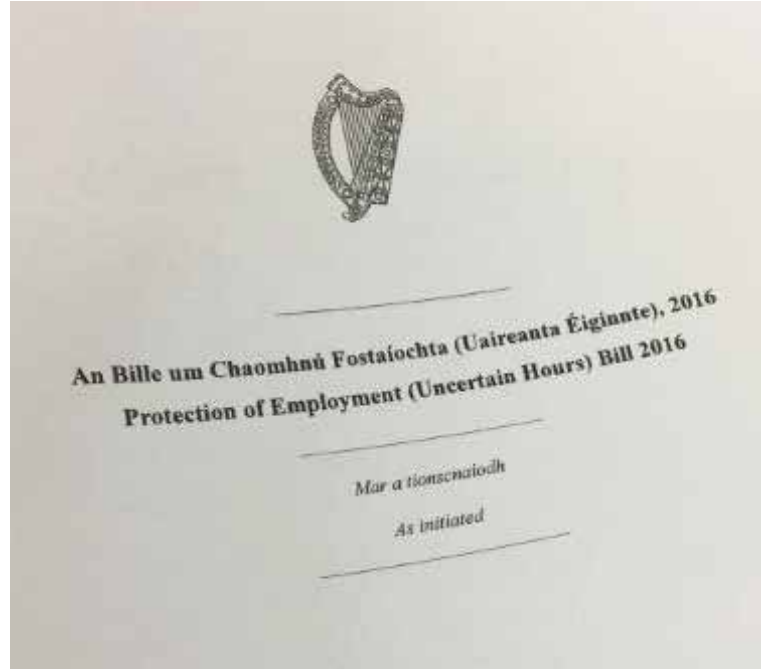 An Bille um Chaomhnú Fostaíochta (Uaireanta Éiginnte), 2016
Protection of Employment (Uncertain Hours) Bill 2016
Mar a tionscnaíodh
As initiated